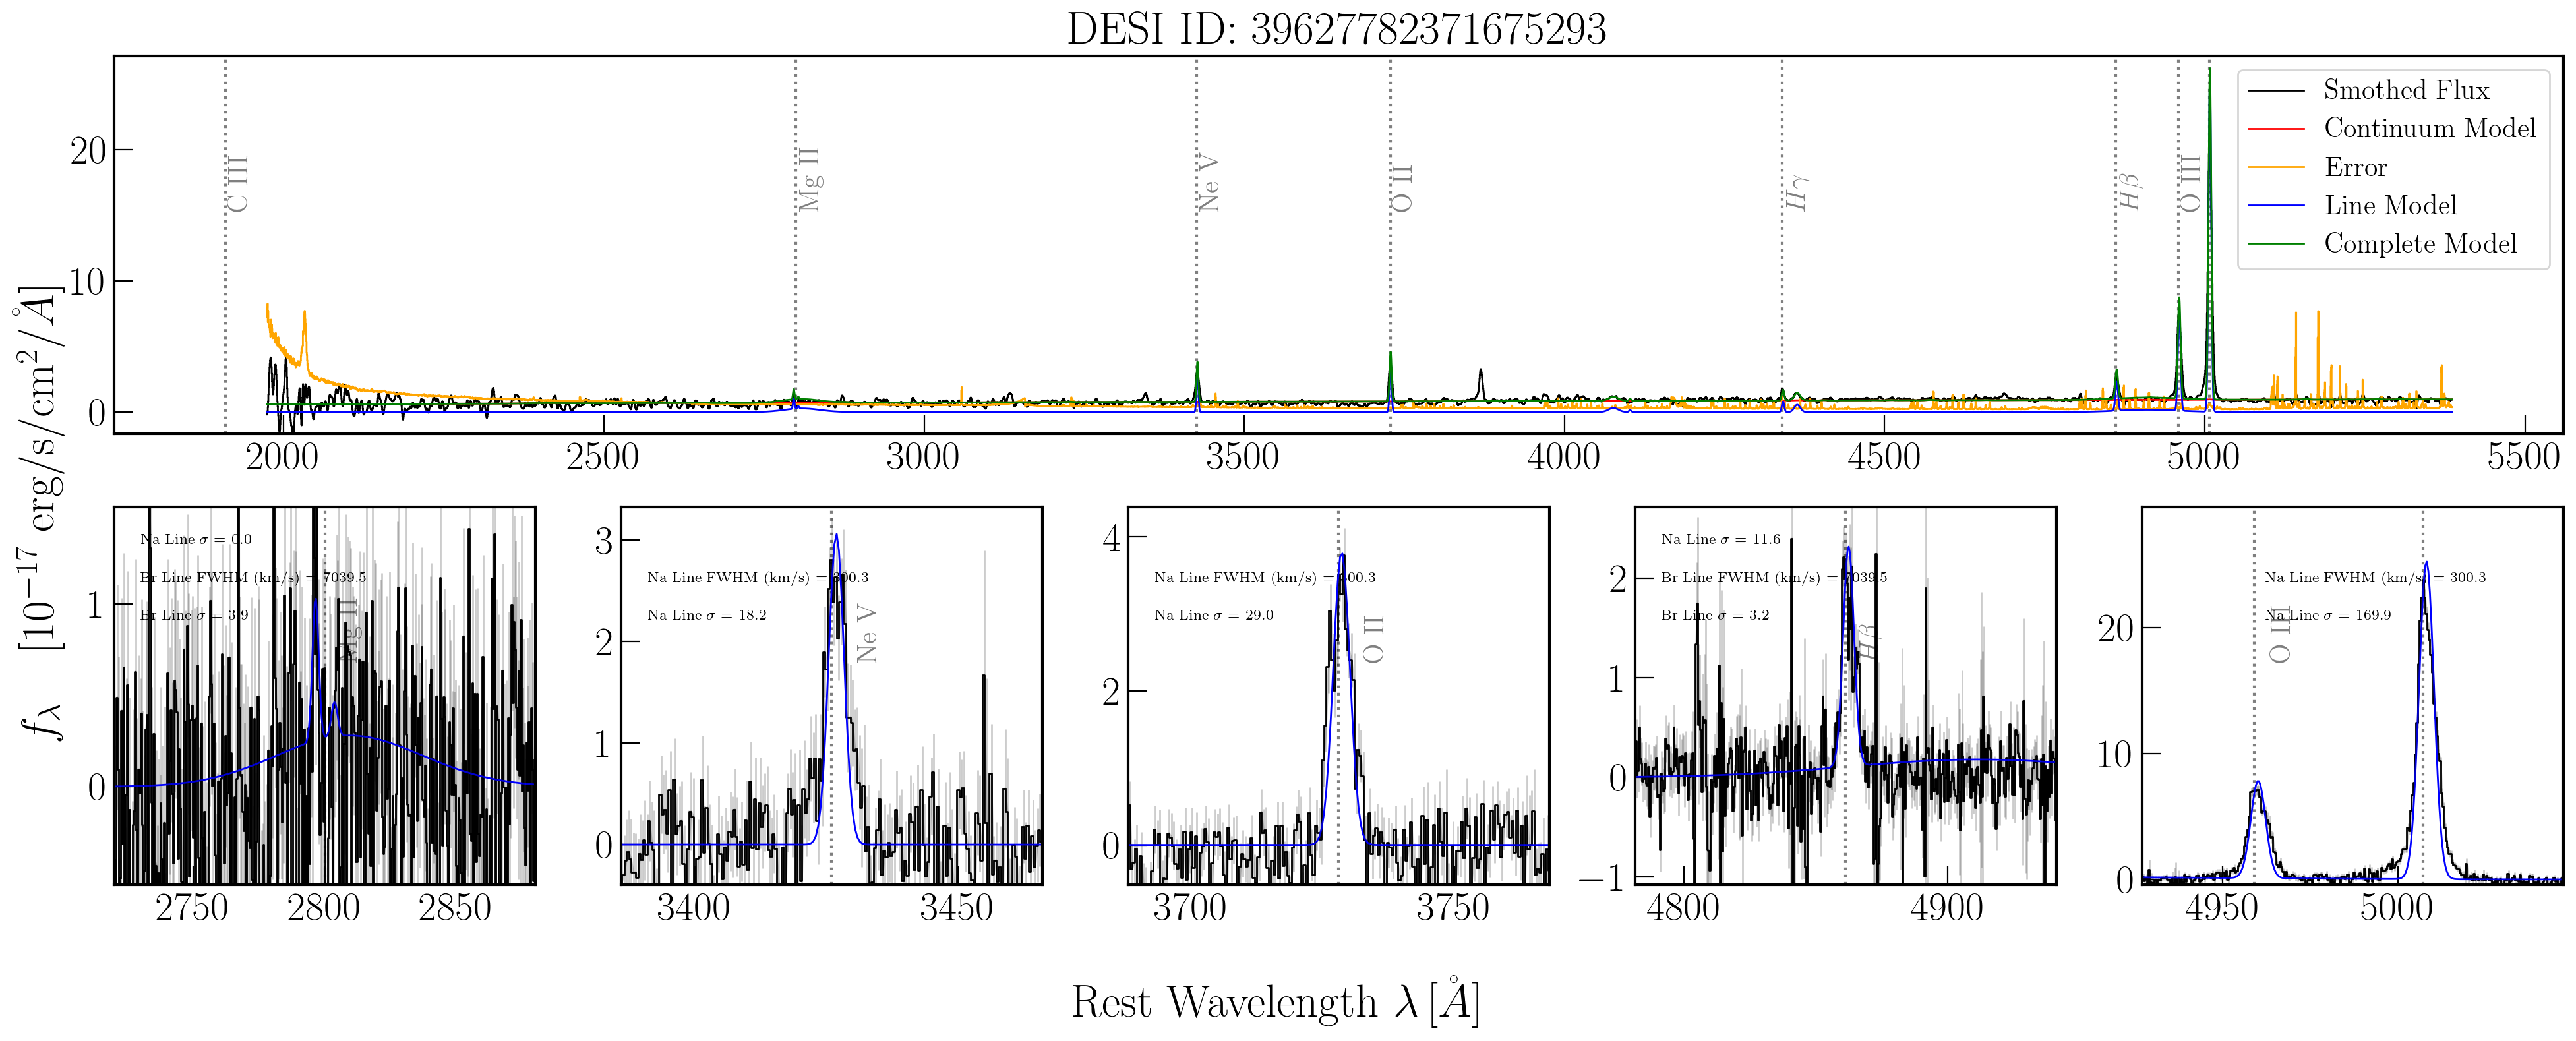 DESI ID: 39627782371675293
Smothed Flux
Continuum Model
Error
Line Model
Complete Model
C III
Mg II
Ne V
O II
Hγ
Hβ
O III
20
10
0
2000 2500 3000 3500 4000 4500 5000 5500
f_λ [10^{-17} erg/s/cm^2/Å]
Na Line σ = 0.0
Br Line FWHM (km/s) = 7039.5
Br Line σ = 3.9
Mg II
1
0
2750 2800 2850
Na Line FWHM (km/s) = 300.3
Na Line σ = 18.2
Ne V
3
2
1
0
3400 3450
Na Line FWHM (km/s) = 300.3
Na Line σ = 29.0
O II
4
2
0
3700 3750
Na Line σ = 11.6
Br Line FWHM (km/s) = 7039.5
Br Line σ = 3.2
Hβ
2
1
0
−1
4800 4900
Na Line FWHM (km/s) = 300.3
Na Line σ = 169.9
O III
20
10
0
4950 5000
Rest Wavelength λ [Å]